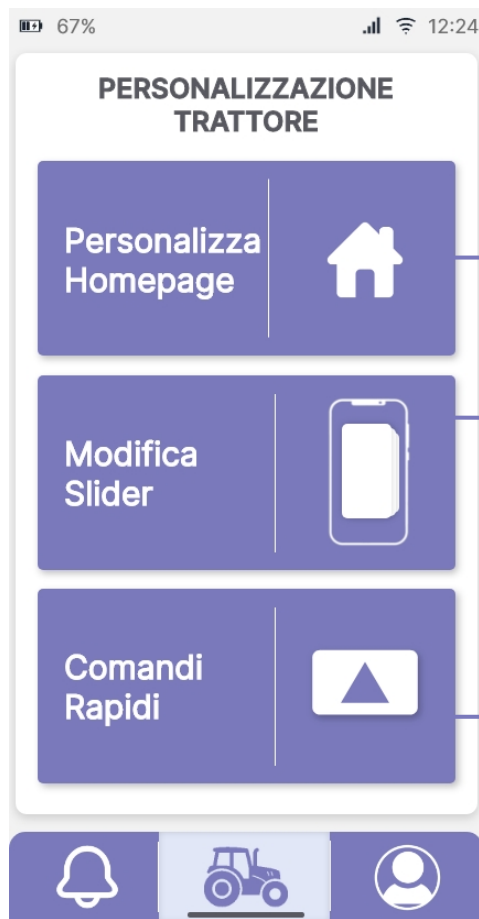 67%
12:24
PERSONALIZZAZIONE
TRATTORE
Personalizza
Homepage
Modifica
Slider
Comandi
Rapidi